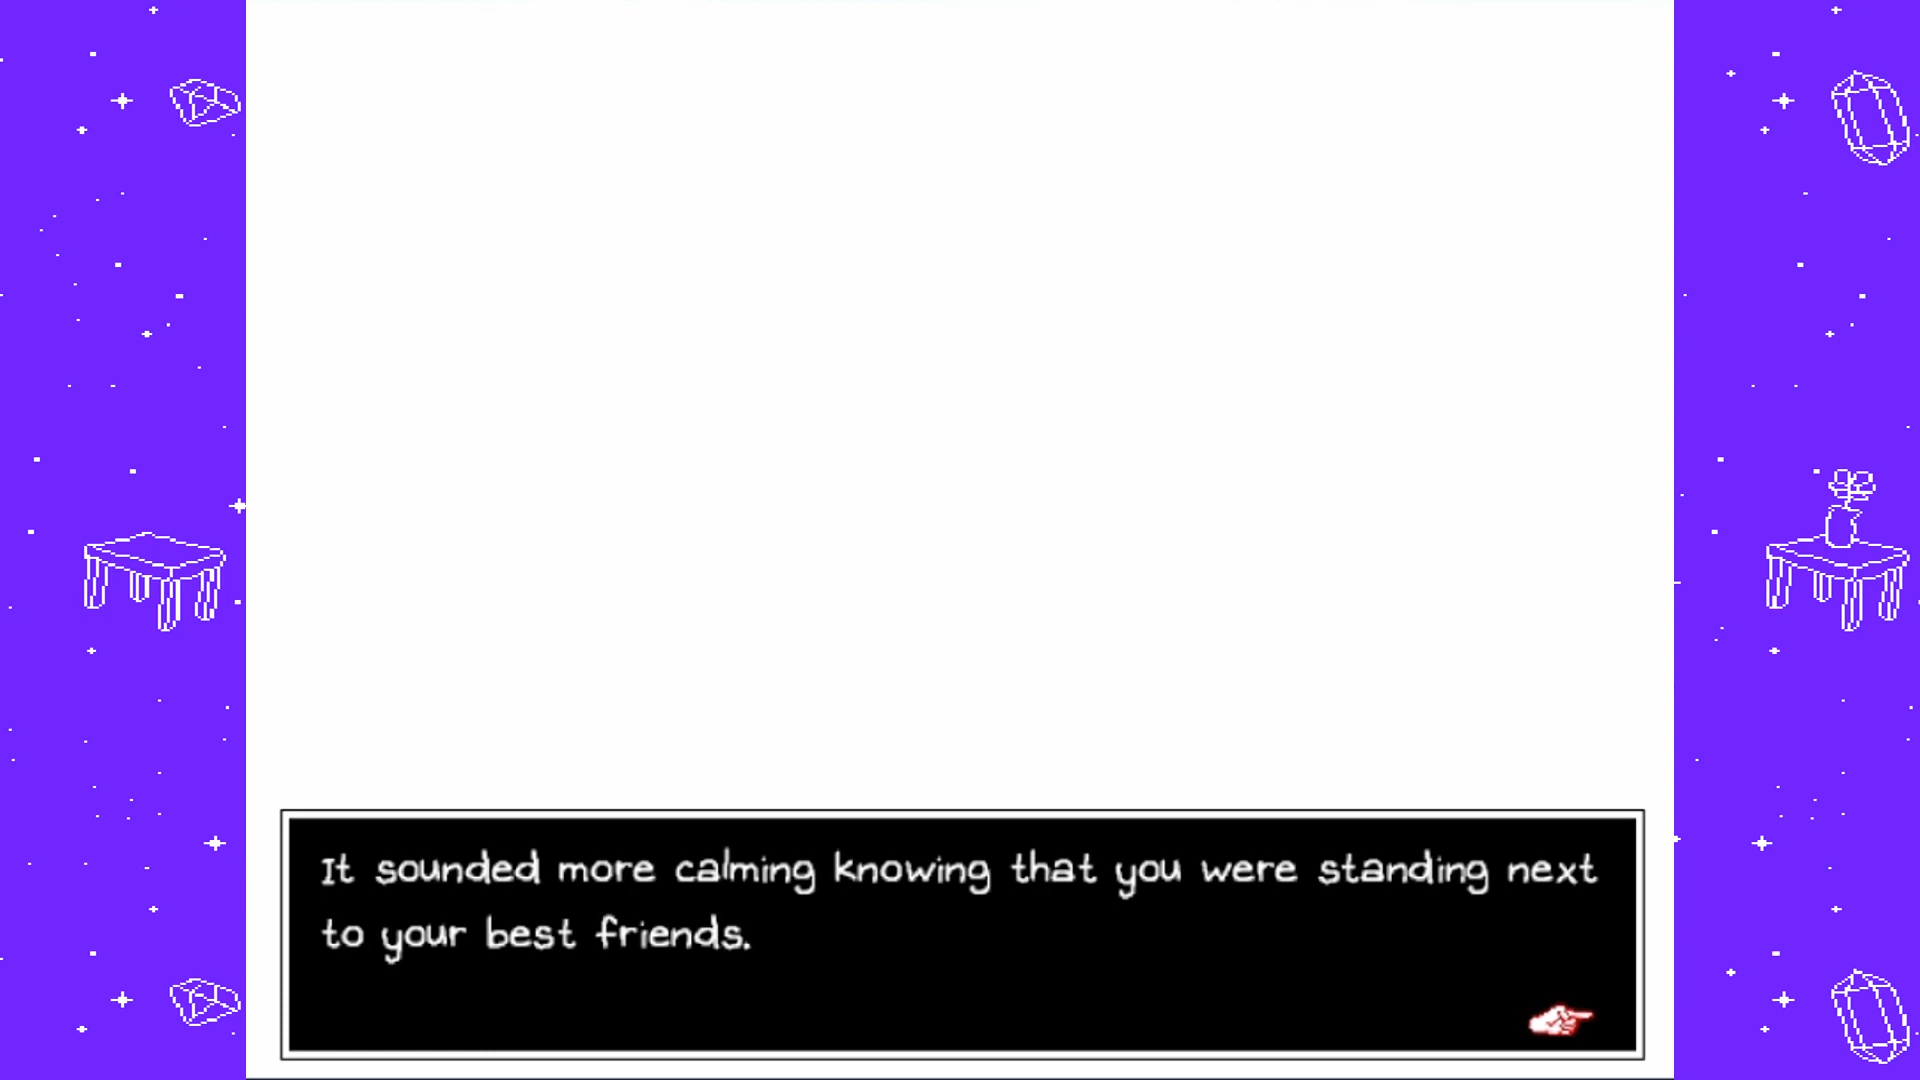 It sounded more calming knowing that you were standing next
to your best friends.